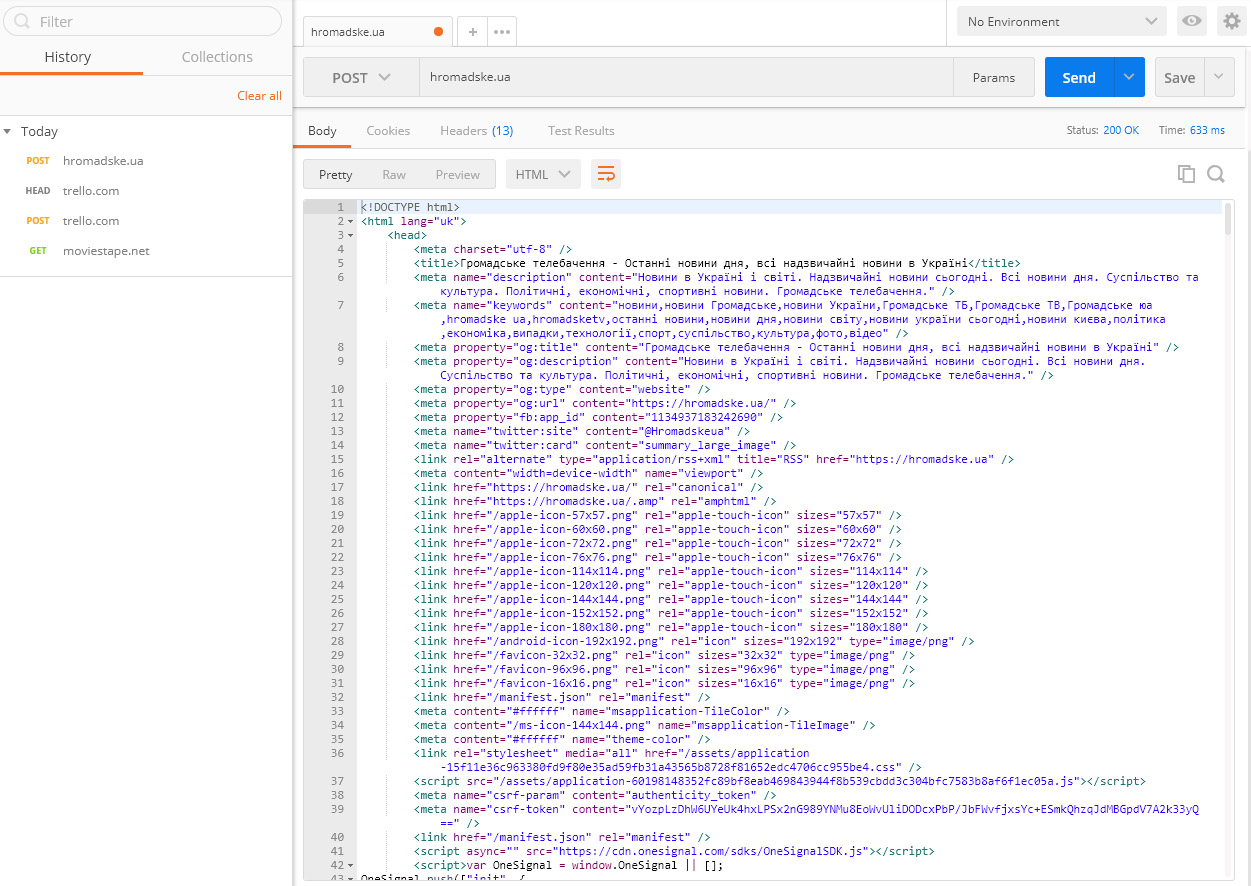 Filter
History
Collections
Clear all
Today
POST hromadske.ua
HEAD trello.com
POST trello.com
GET moviestape.net
hromadske.ua
+
•••
No Environment
POST
hromadske.ua
Params
Send
Save
Body
Cookies
Headers (13)
Test Results
Status: 200 OK
Time: 633 ms
Pretty
Raw
Preview
HTML
1 <!DOCTYPE html>
2 <html lang="uk">
3 <head>
4 <meta charset="utf-8" />
5 <title>Громадське телебачення - Останні новини дня, всі надзвичайні новини в Україні</title>
6 <meta name="description" content="Новини в Україні і світі. Надзвичайні новини сьогодні. Всі новини дня. Суспільство та
культура. Політичні, економічні, спортивні новини. Громадське телебачення." />
7 <meta name="keywords" content="новини,новини Громадське,новини України,Громадське ТБ,Громадське ТВ,Громадське юа
,hromadske ua,hromadsketv,останні новини,новини дня,новини світу,новини україни сьогодні,новини києва,політика
,економіка,випадки,технології,спорт,суспільство,культура,фото,відео" />
8 <meta property="og:title" content="Громадське телебачення - Останні новини дня, всі надзвичайні новини в Україні" />
9 <meta property="og:description" content="Новини в Україні і світі. Надзвичайні новини сьогодні. Всі новини дня.
Суспільство та культура. Політичні, економічні, спортивні новини. Громадське телебачення." />
10 <meta property="og:type" content="website" />
11 <meta property="og:url" content="https://hromadske.ua/" />
12 <meta property="fb:app_id" content="1134937183242690" />
13 <meta name="twitter:site" content="@Hromadskeua" />
14 <meta name="twitter:card" content="summary_large_image" />
15 <link rel="alternate" type="application/rss+xml" title="RSS" href="https://hromadske.ua" />
16 <meta content="width=device-width" name="viewport" />
17 <link href="https://hromadske.ua/" rel="canonical" />
18 <link href="https://hromadske.ua/.amp" rel="amphtml" />
19 <link href="/apple-icon-57x57.png" rel="apple-touch-icon" sizes="57x57" />
20 <link href="/apple-icon-60x60.png" rel="apple-touch-icon" sizes="60x60" />
21 <link href="/apple-icon-72x72.png" rel="apple-touch-icon" sizes="72x72" />
22 <link href="/apple-icon-76x76.png" rel="apple-touch-icon" sizes="76x76" />
23 <link href="/apple-icon-114x114.png" rel="apple-touch-icon" sizes="114x114" />
24 <link href="/apple-icon-120x120.png" rel="apple-touch-icon" sizes="120x120" />
25 <link href="/apple-icon-144x144.png" rel="apple-touch-icon" sizes="144x144" />
26 <link href="/apple-icon-152x152.png" rel="apple-touch-icon" sizes="152x152" />
27 <link href="/apple-icon-180x180.png" rel="apple-touch-icon" sizes="180x180" />
28 <link href="/android-icon-192x192.png" rel="icon" sizes="192x192" type="image/png" />
29 <link href="/favicon-32x32.png" rel="icon" sizes="32x32" type="image/png" />
30 <link href="/favicon-96x96.png" rel="icon" sizes="96x96" type="image/png" />
31 <link href="/favicon-16x16.png" rel="icon" sizes="16x16" type="image/png" />
32 <link href="/manifest.json" rel="manifest" />
33 <meta content="#ffffff" name="msapplication-TileColor" />
34 <meta content="/ms-icon-144x144.png" name="msapplication-TileImage" />
35 <meta content="#ffffff" name="theme-color" />
36 <link rel="stylesheet" media="all" href="/assets/application
-15f11e36c963380fd9f80e35ad59fb31a43565b8728f81652edc4706cc955be4.css" />
37 <script src="/assets/application-60198148352fc89bf8eab469843944f8b539cbdd3c304bfc7583b8af6f1ec05a.js"></script>
38 <meta name="csrf-param" content="authenticity_token" />
39 <meta name="csrf-token" content="vYozpLzDhW6UYeUk4hxLPSx2nG989YNMu8EoWvUliDODcxPbP/JbFWvfjxsYc+ESmkQhzqJdMBGpdV7A2k33yQ
==" />
40 <link href="/manifest.json" rel="manifest" />
41 <script async="" src="https://cdn.onesignal.com/sdks/OneSignalSDK.js"></script>
42 <script>var OneSignal = window.OneSignal || [];
43 OneSignal.push(["init", {